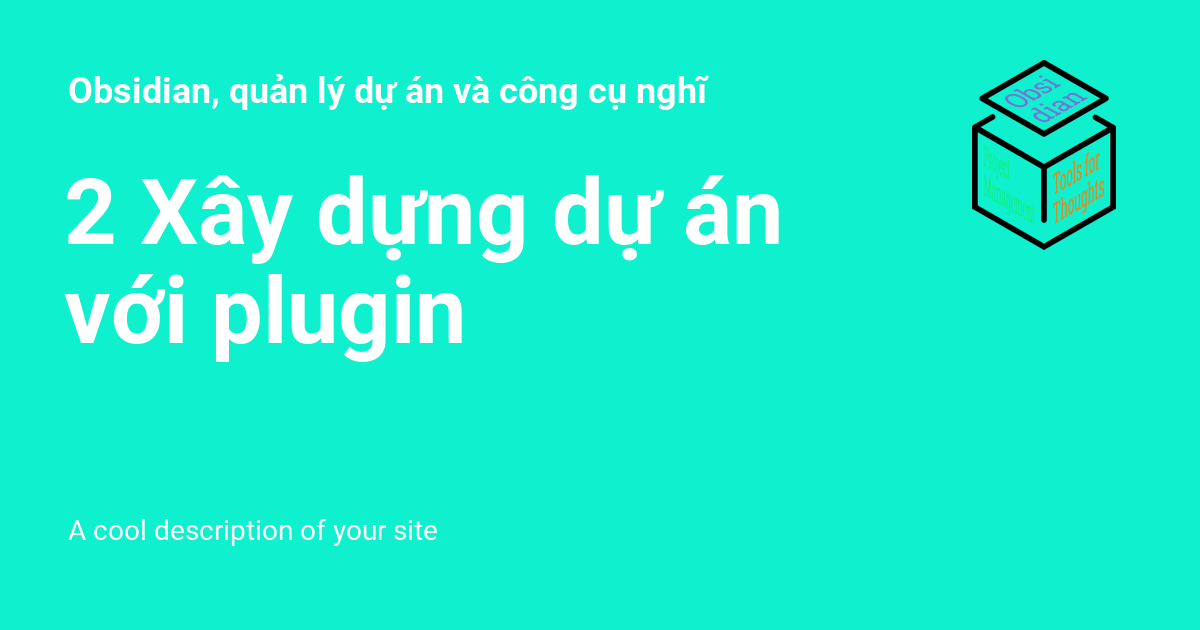 Obsidian, quản lý dự án và công cụ nghĩ
2 Xây dựng dự án
với plugin
Obsi
dian
Project
Management
Tools for
Thoughts
A cool description of your site